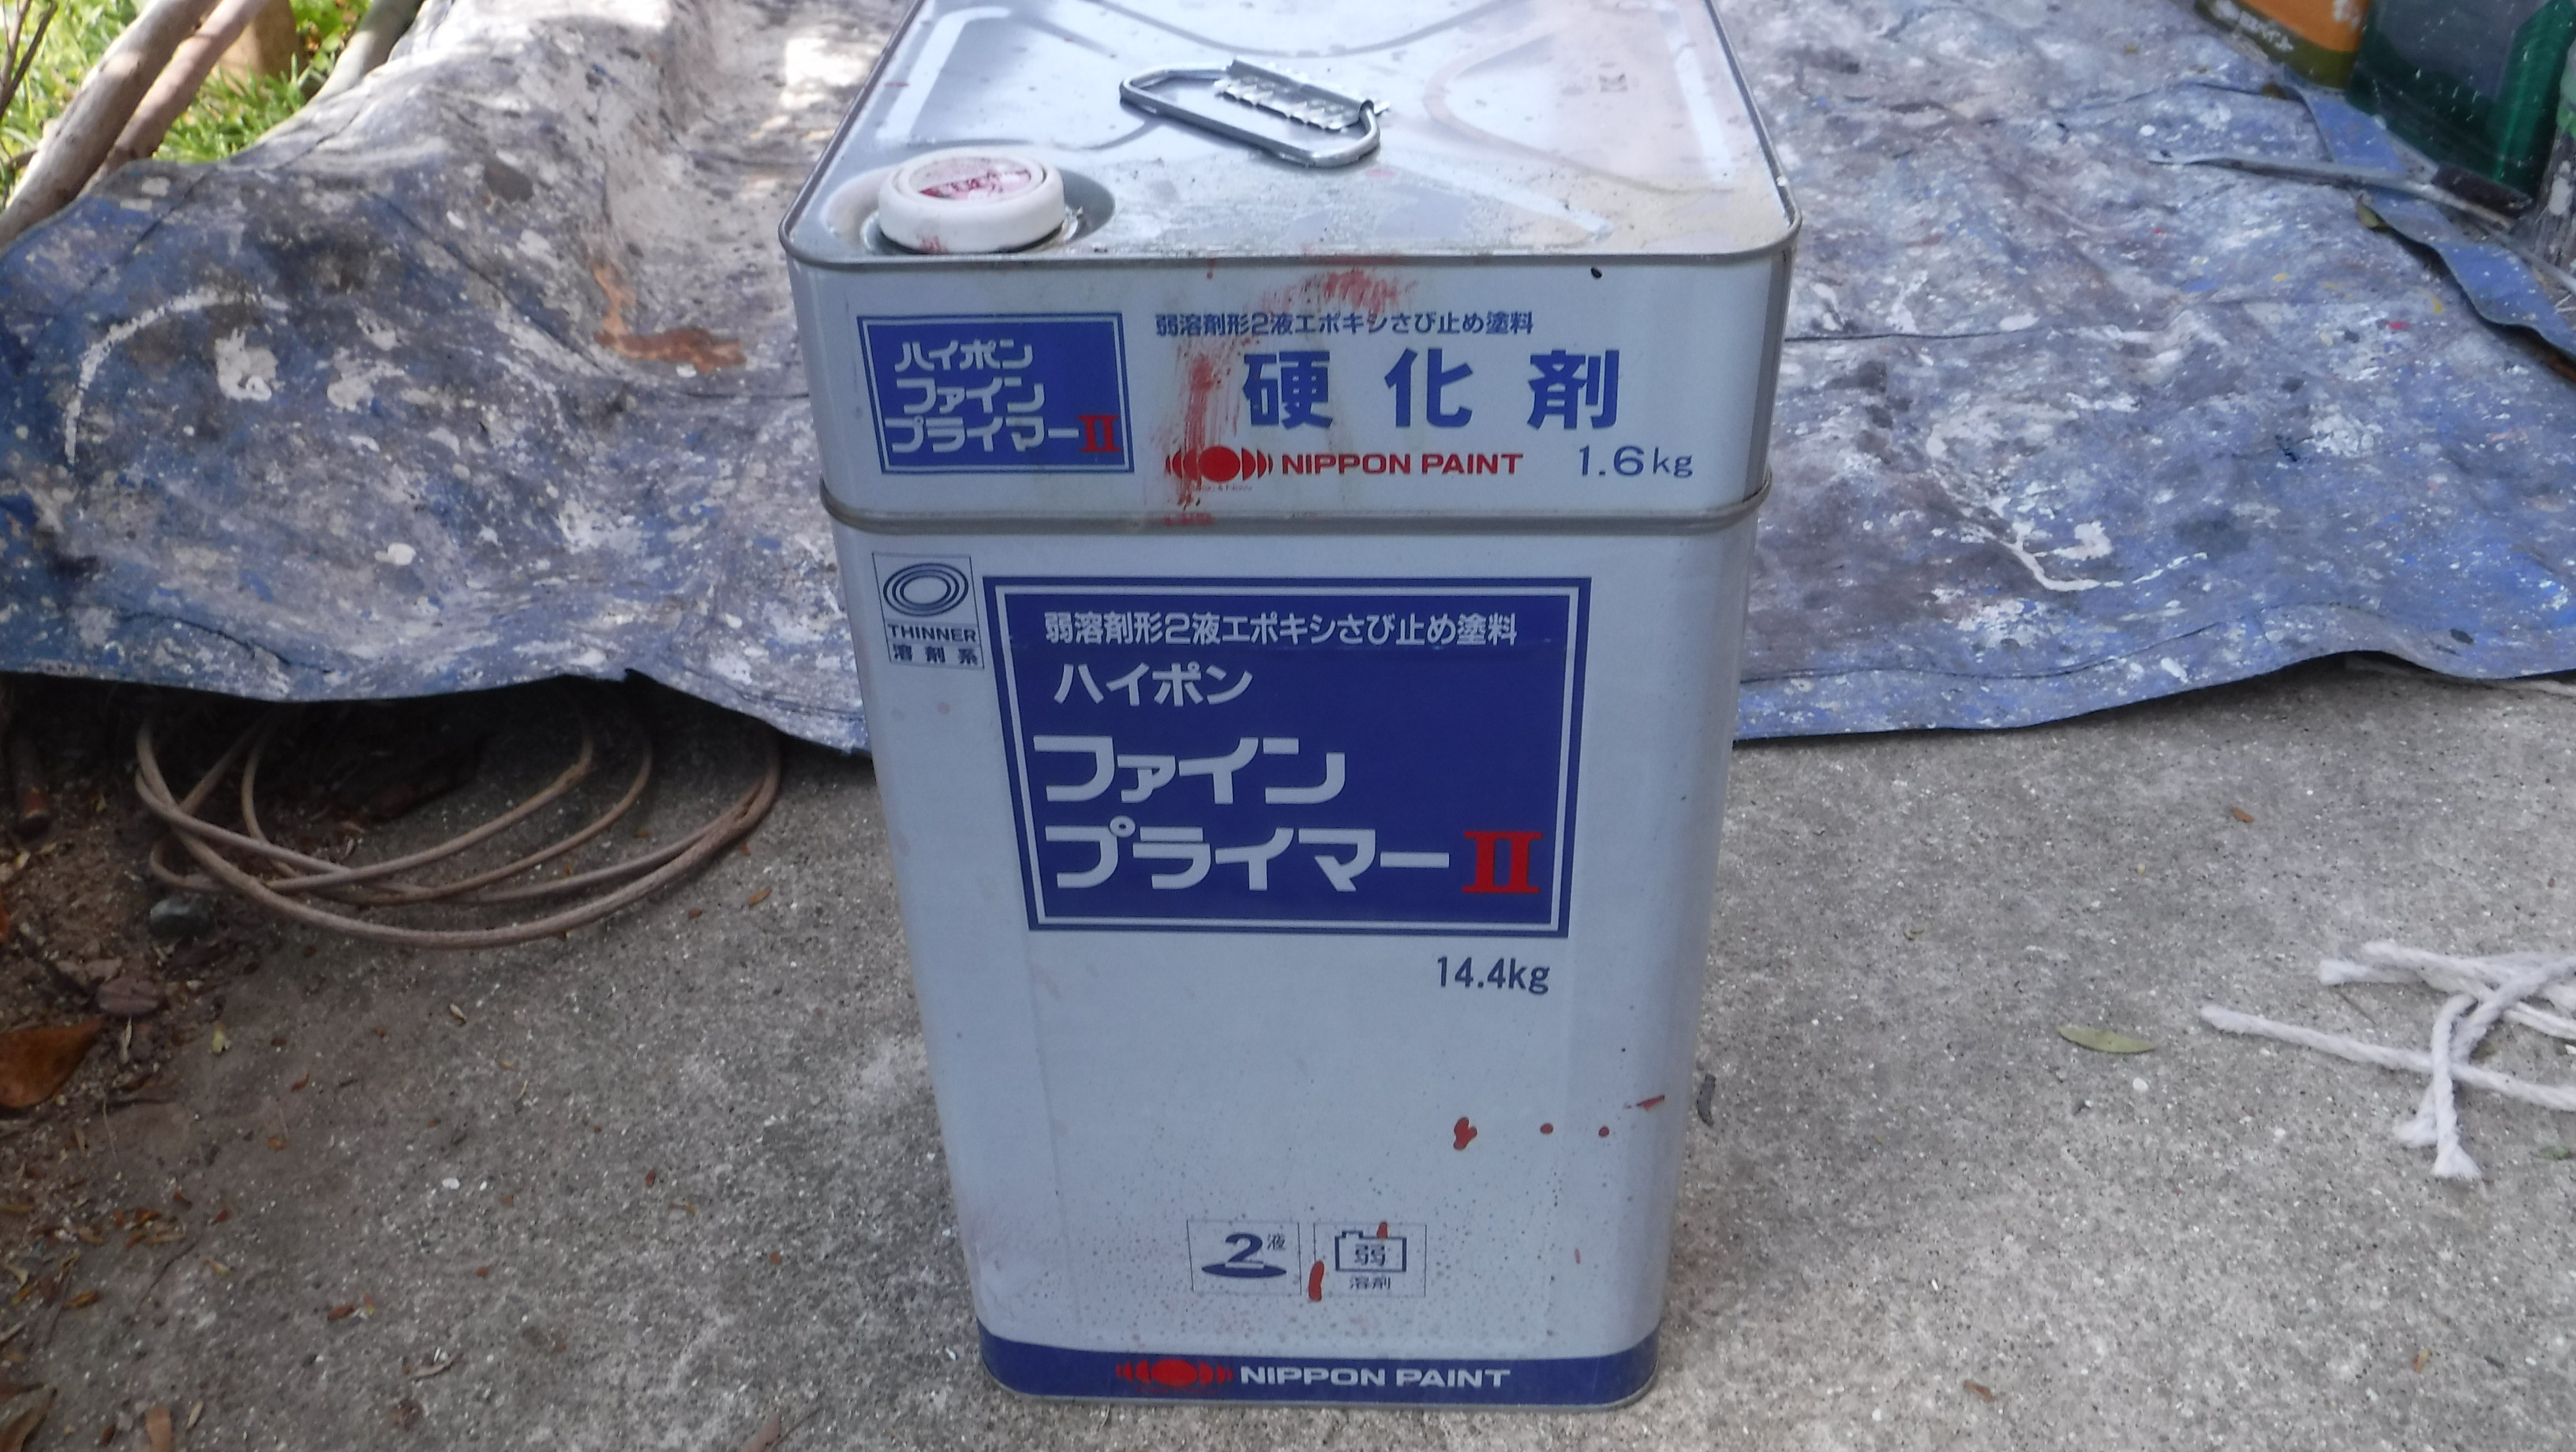 弱溶剤形2液エポキシさび止め塗料
ハイポン
ファイン
プライマーII
硬化剤
NIPPON PAINT
1.6kg
THINNER
溶剤系
弱溶剤形2液エポキシさび止め塗料
ハイポン
ファイン
プライマーII
14.4kg
2液
弱
溶剤
NIPPON PAINT